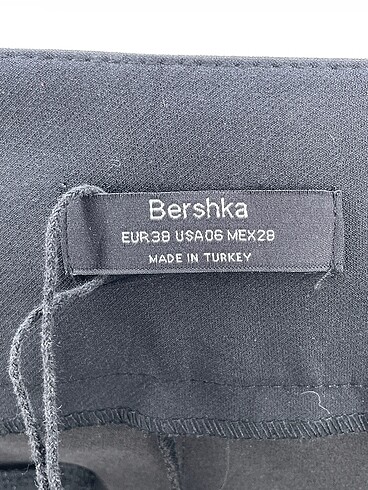 Bershka
EUR38 USA06 MEX28
MADE IN TURKEY